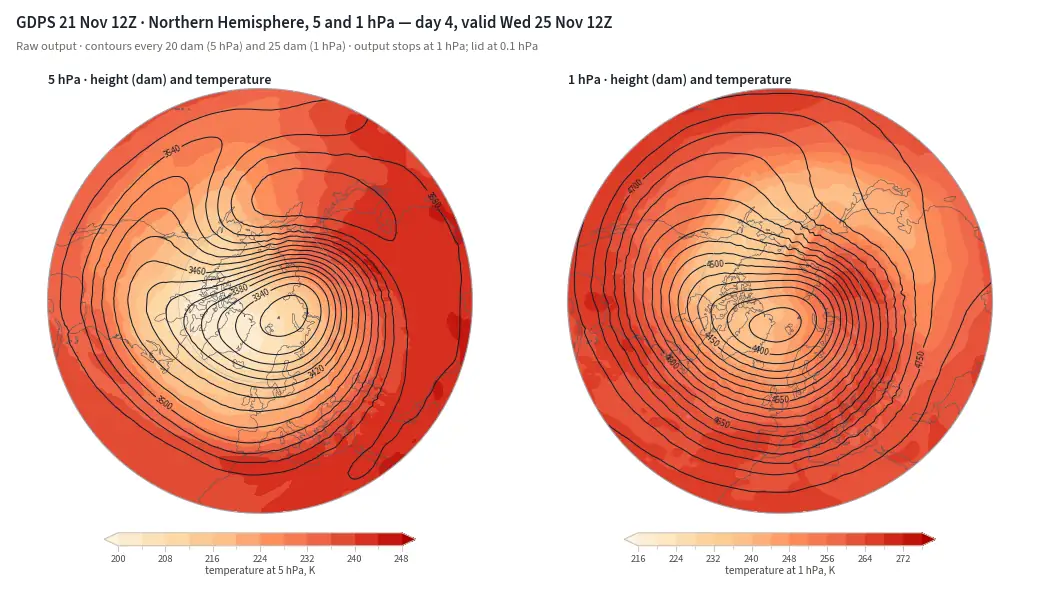 GDPS 21 Nov 12Z · Northern Hemisphere, 5 and 1 hPa — day 4, valid Wed 25 Nov 12Z
Raw output · contours every 20 dam (5 hPa) and 25 dam (1 hPa) · output stops at 1 hPa; lid at 0.1 hPa
5 hPa · height (dam) and temperature
3540
3580
3460
3380
3340
3420
3500
200 208 216 224 232 240 248
temperature at 5 hPa, K
1 hPa · height (dam) and temperature
4700
4500
4450
4400
4600
4750
4550
4650
216 224 232 240 248 256 264 272
temperature at 1 hPa, K